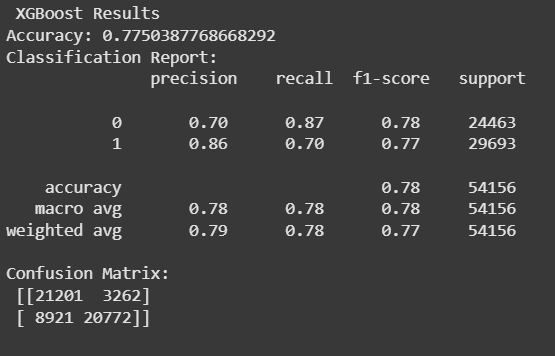 XGBoost Results
Accuracy: 0.7750387768668292
Classification Report:
precision recall f1-score support
0 0.70 0.87 0.78 24463
1 0.86 0.70 0.77 29693
accuracy 0.78 54156
macro avg 0.78 0.78 0.78 54156
weighted avg 0.79 0.78 0.77 54156
Confusion Matrix:
[[21201 3262]
[ 8921 20772]]